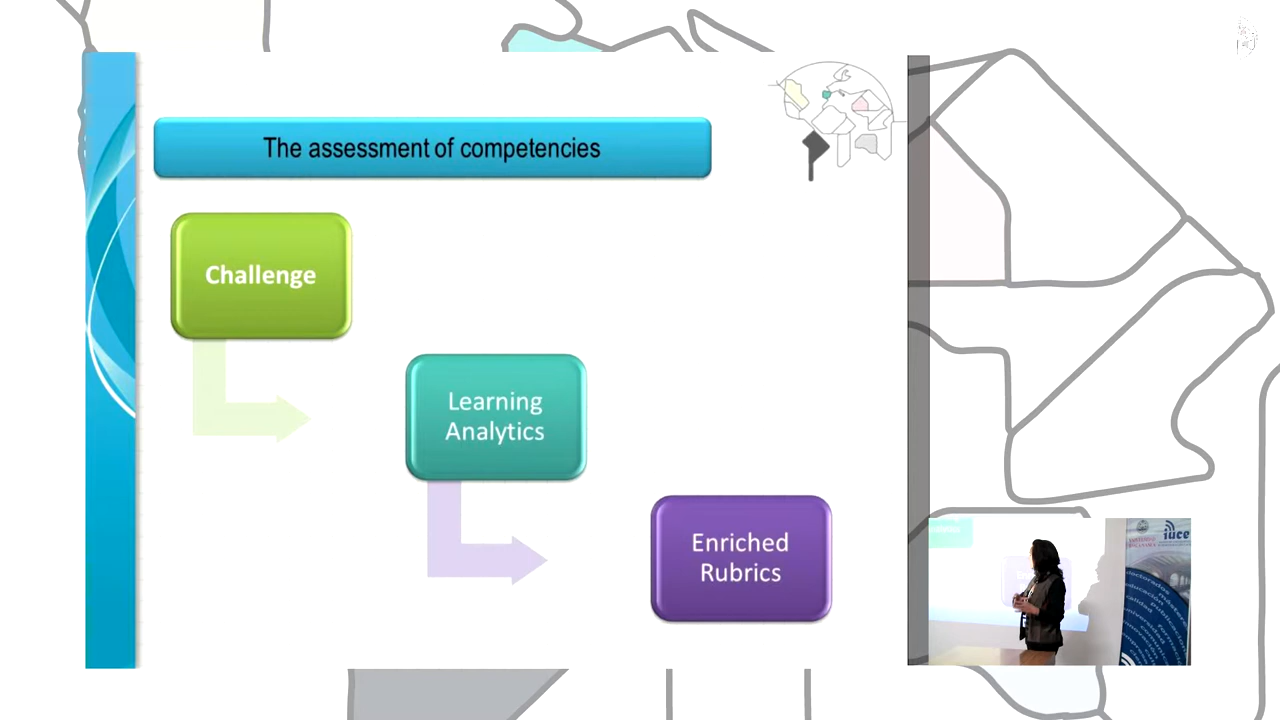 The assessment of competencies
Challenge
Learning
Analytics
Enriched
Rubrics
iuce